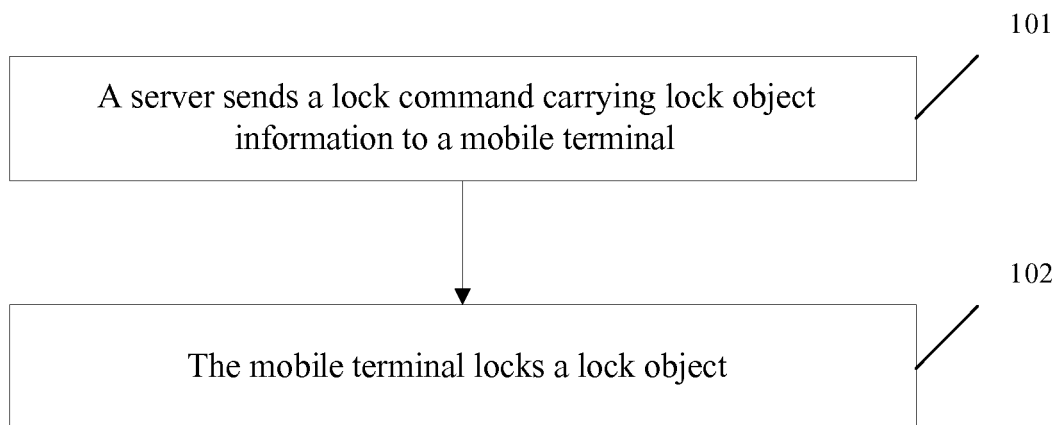 101
A server sends a lock command carrying lock object
information to a mobile terminal
102
The mobile terminal locks a lock object